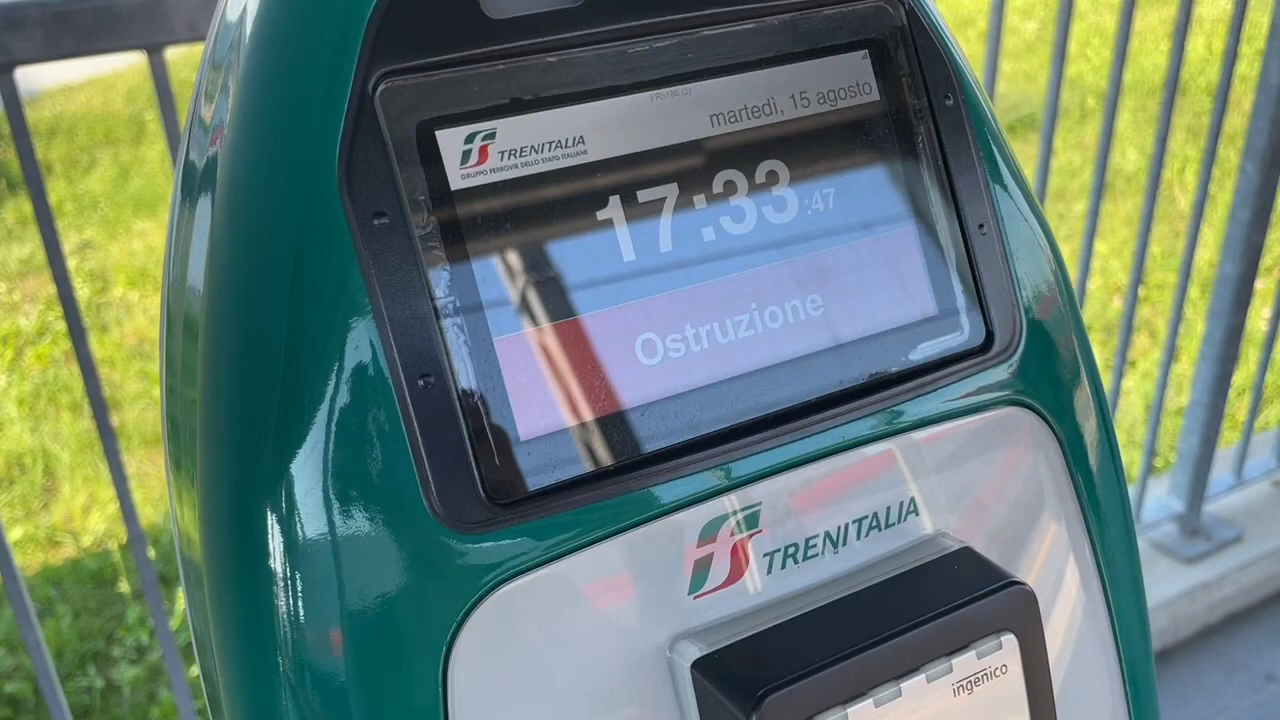 martedì, 15 agosto
TRENITALIA
GRUPPO FERROVIE DELLO STATO ITALIANE
17:33:47
Ostruzione
TRENITALIA
ingenico